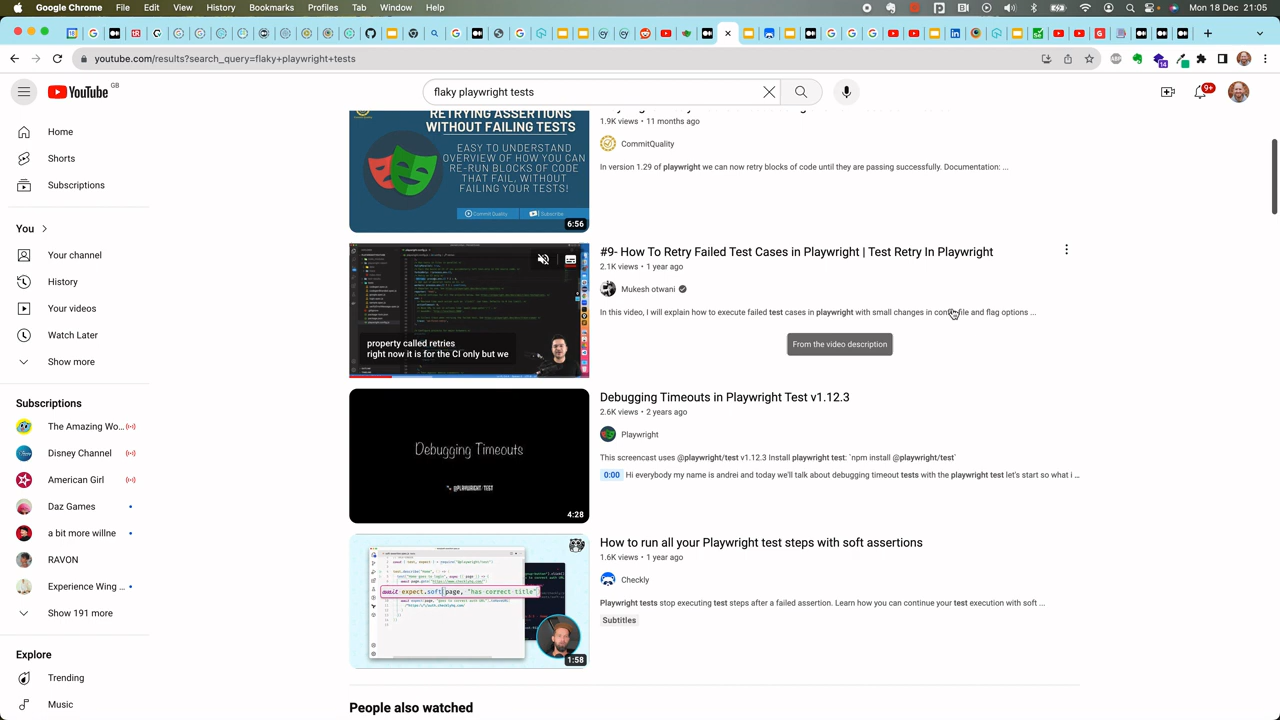 Chrome File Edit View History Bookmarks Profiles Tab Window Help
Mon 18 Dec 21:05
youtube.com/results?search_query=flaky+playwright+tests
14
YouTube GB
flaky playwright tests
9+
Home
Shorts
Subscriptions
You
Your channel
History
Your videos
Watch Later
Show more
Subscriptions
The Amazing Wo...
Disney Channel
American Girl
Daz Games
a bit more willne
RAVON
Experience Wing ...
Show 191 more
Explore
Trending
Music
RETRYING ASSERTIONS
WITHOUT FAILING TESTS
EASY TO UNDERSTAND
OVERVIEW OF HOW YOU CAN
RE-RUN BLOCKS OF CODE
THAT FAIL, WITHOUT
FAILING YOUR TESTS!
Commit Quality
Subscribe
6:56
1.9K views • 11 months ago
CommitQuality
In version 1.29 of playwright we can now retry blocks of code until they are passing successfully. Documentation: ...
property called retries
right now it is for the CI only but we
#9- How To Retry Failed Test Cases In Playwright | Test Retry In Playwright
2.1K views • 1 year ago
Mukesh otwani
In this video, I will explain how to execute failed test cases in playwright with small changes in config file and flag options ...
From the video description
Debugging Timeouts
@PLAYWRIGHT TEST
4:28
Debugging Timeouts in Playwright Test v1.12.3
2.6K views • 2 years ago
Playwright
This screencast uses @playwright/test v1.12.3 Install playwright test: `npm install @playwright/test`
0:00 Hi everybody my name is andrei and today we'll talk about debugging timeout tests with the playwright test let's start so what i ...
await expect.soft(page, "has correct title"
1:58
How to run all your Playwright test steps with soft assertions
1.6K views • 1 year ago
Checkly
Playwright tests stop executing test steps after a failed assertion. Learn how you can continue your test execution with soft ...
Subtitles
People also watched